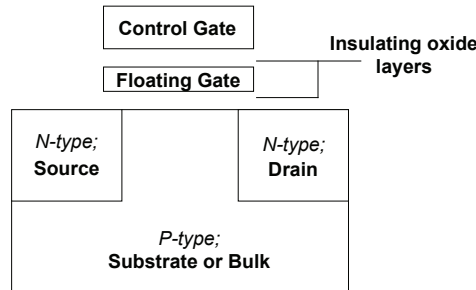 Control Gate
Insulating oxide
layers
Floating Gate
N-type;
Source
N-type;
Drain
P-type;
Substrate or Bulk